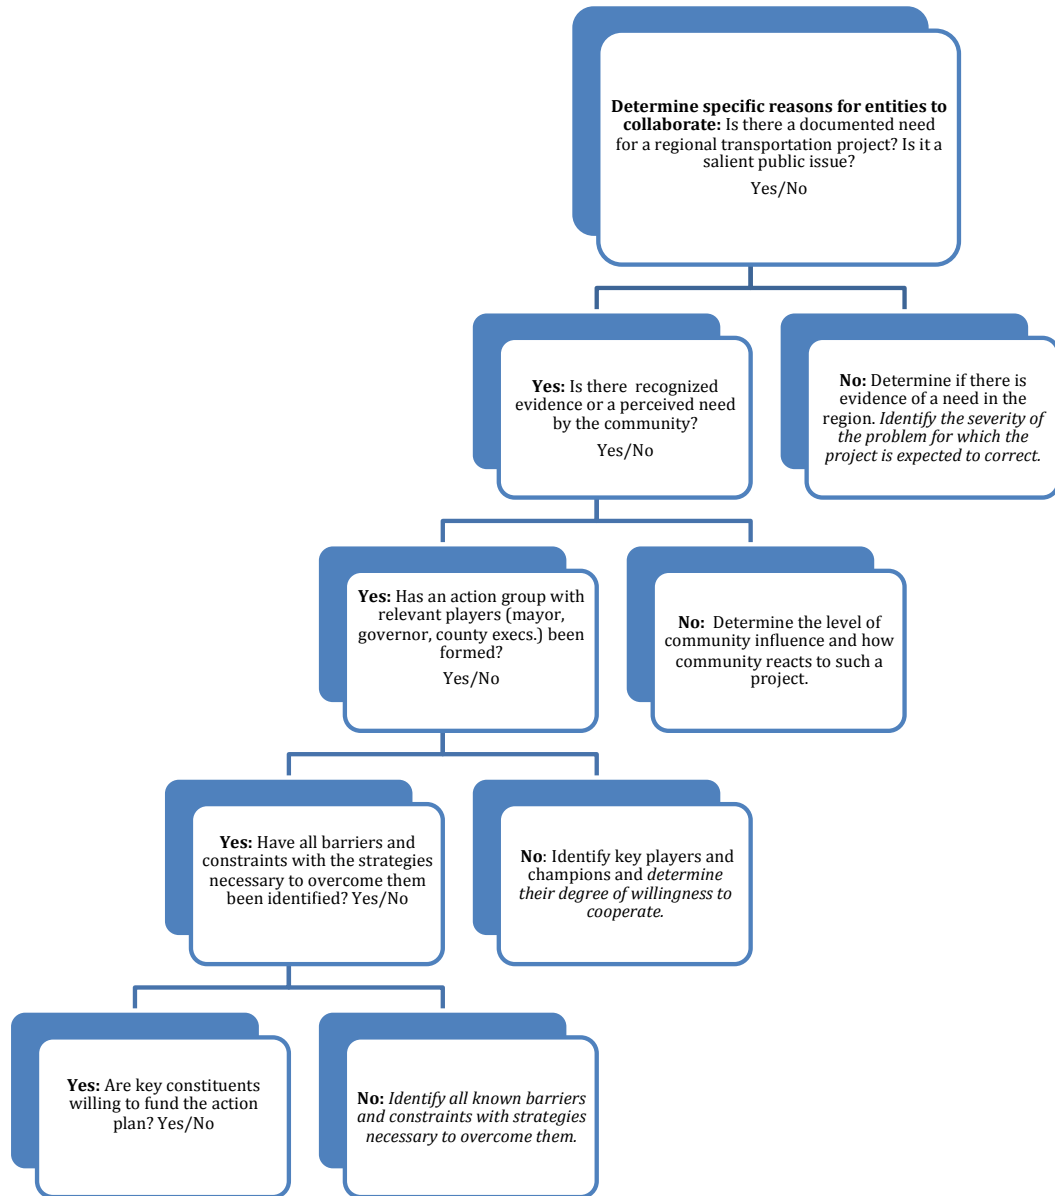 Determine specific reasons for entities to
collaborate: Is there a documented need
for a regional transportation project? Is it a
salient public issue?
Yes/No
Yes: Is there recognized
evidence or a perceived need
by the community?
Yes/No
No: Determine if there is
evidence of a need in the
region. Identify the severity of
the problem for which the
project is expected to correct.
Yes: Has an action group with
relevant players (mayor,
governor, county execs.) been
formed?
Yes/No
No: Determine the level of
community influence and how
community reacts to such a
project.
Yes: Have all barriers and
constraints with the strategies
necessary to overcome them
been identified? Yes/No
No: Identify key players and
champions and determine
their degree of willingness to
cooperate.
Yes: Are key constituents
willing to fund the action
plan? Yes/No
No: Identify all known barriers
and constraints with strategies
necessary to overcome them.